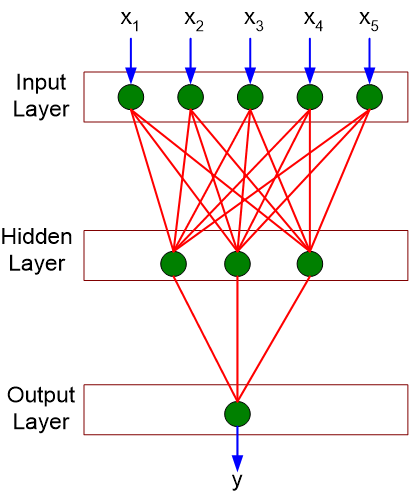 x₁ x₂ x₃ x₄ x₅
Input
Layer
Hidden
Layer
Output
Layer
y